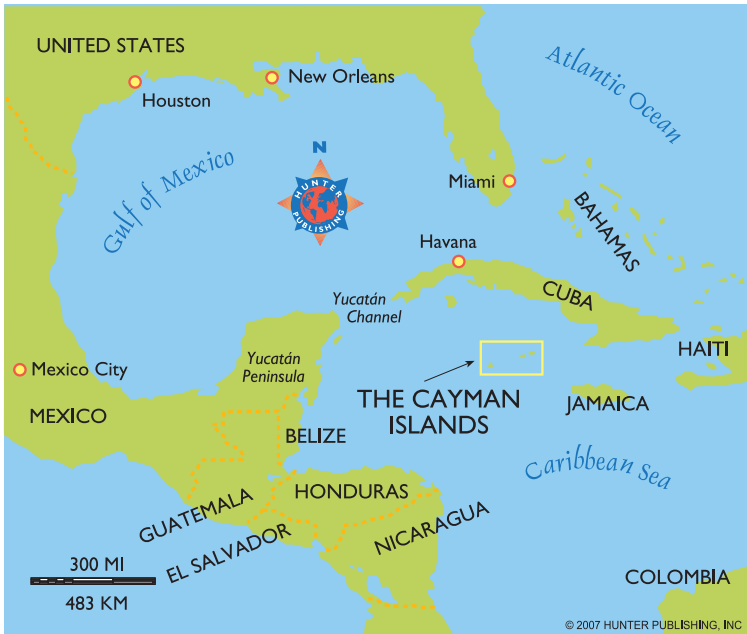 UNITED STATES
New Orleans
Houston
Atlantic
Ocean
Gulf of Mexico
N
HUNTER
PUBLISHING
Miami
BAHAMAS
Havana
CUBA
Yucatán
Channel
HAITI
Yucatán
Peninsula
Mexico City
THE CAYMAN
ISLANDS
JAMAICA
MEXICO
BELIZE
Caribbean Sea
HONDURAS
GUATEMALA
NICARAGUA
EL SALVADOR
300 MI
483 KM
COLOMBIA
© 2007 HUNTER PUBLISHING, INC